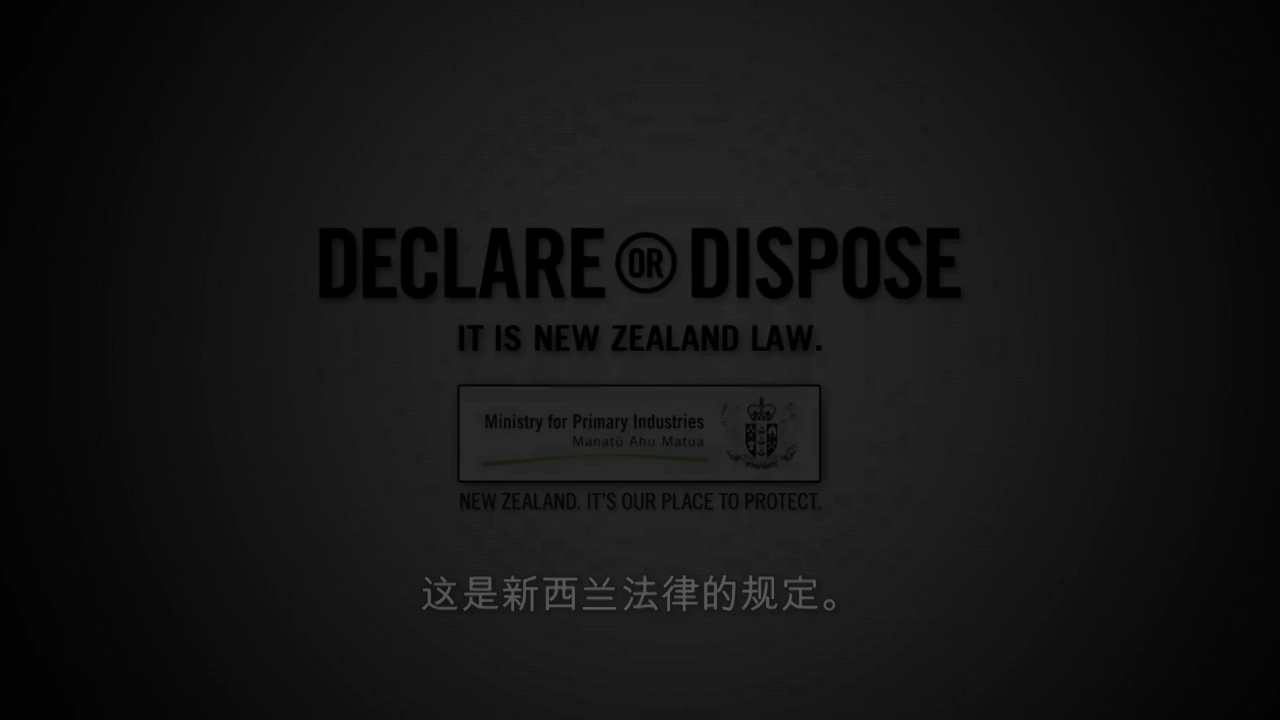 DECLARE OR DISPOSE
IT IS NEW ZEALAND LAW.
Ministry for Primary Industries
Manatū Ahu Matua
NEW ZEALAND. IT'S OUR PLACE TO PROTECT.
这是新西兰法律的规定。